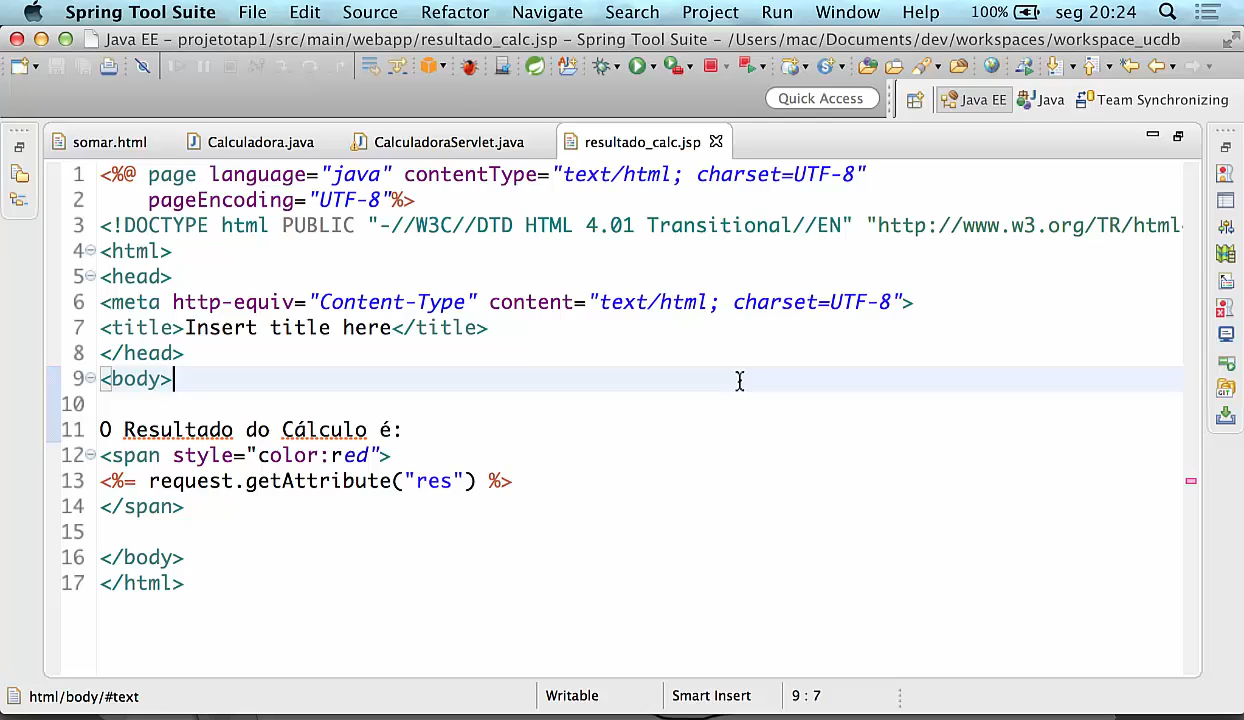 Spring Tool Suite File Edit Source Refactor Navigate Search Project Run Window Help 100% seg 20:24
Java EE – projetotap1/src/main/webapp/resultado_calc.jsp – Spring Tool Suite – /Users/mac/Documents/dev/workspaces/workspace_ucdb
Quick Access Java EE Java Team Synchronizing
somar.html Calculadora.java CalculadoraServlet.java resultado_calc.jsp
1 <%@ page language="java" contentType="text/html; charset=UTF-8"
2 pageEncoding="UTF-8"%>
3 <!DOCTYPE html PUBLIC "-//W3C//DTD HTML 4.01 Transitional//EN" "http://www.w3.org/TR/html
4 <html>
5 <head>
6 <meta http-equiv="Content-Type" content="text/html; charset=UTF-8">
7 <title>Insert title here</title>
8 </head>
9 <body>
10
11 O Resultado do Cálculo é:
12 <span style="color:red">
13 <%= request.getAttribute("res") %>
14 </span>
15
16 </body>
17 </html>
html/body/#text Writable Smart Insert 9 : 7